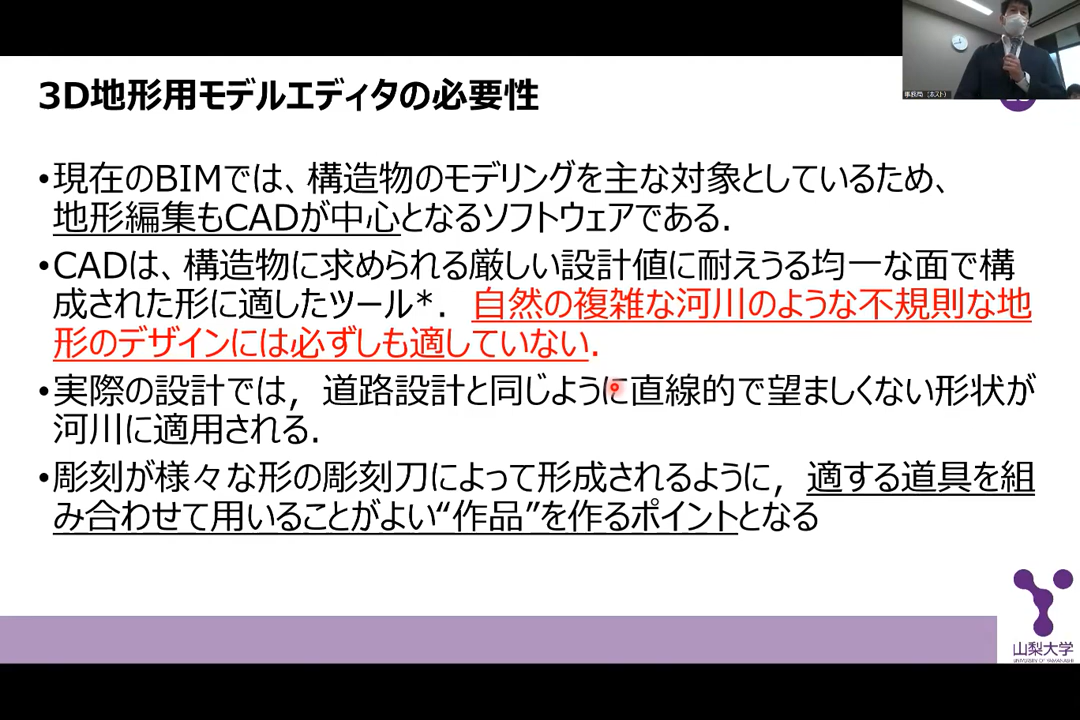 3D地形用モデルエディタの必要性
•現在のBIMでは、構造物のモデリングを主な対象としているため、
地形編集もCADが中心となるソフトウェアである.
•CADは、構造物に求められる厳しい設計値に耐えうる均一な面で構
成された形に適したツール*. 自然の複雑な河川のような不規則な地
形のデザインには必ずしも適していない.
•実際の設計では, 道路設計と同じように直線的で望ましくない形状が
河川に適用される.
•彫刻が様々な形の彫刻刀によって形成されるように, 適する道具を組
み合わせて用いることがよい“作品”を作るポイントとなる
事務局 (ホスト)
山梨大学
UNIVERSITY OF YAMANASHI